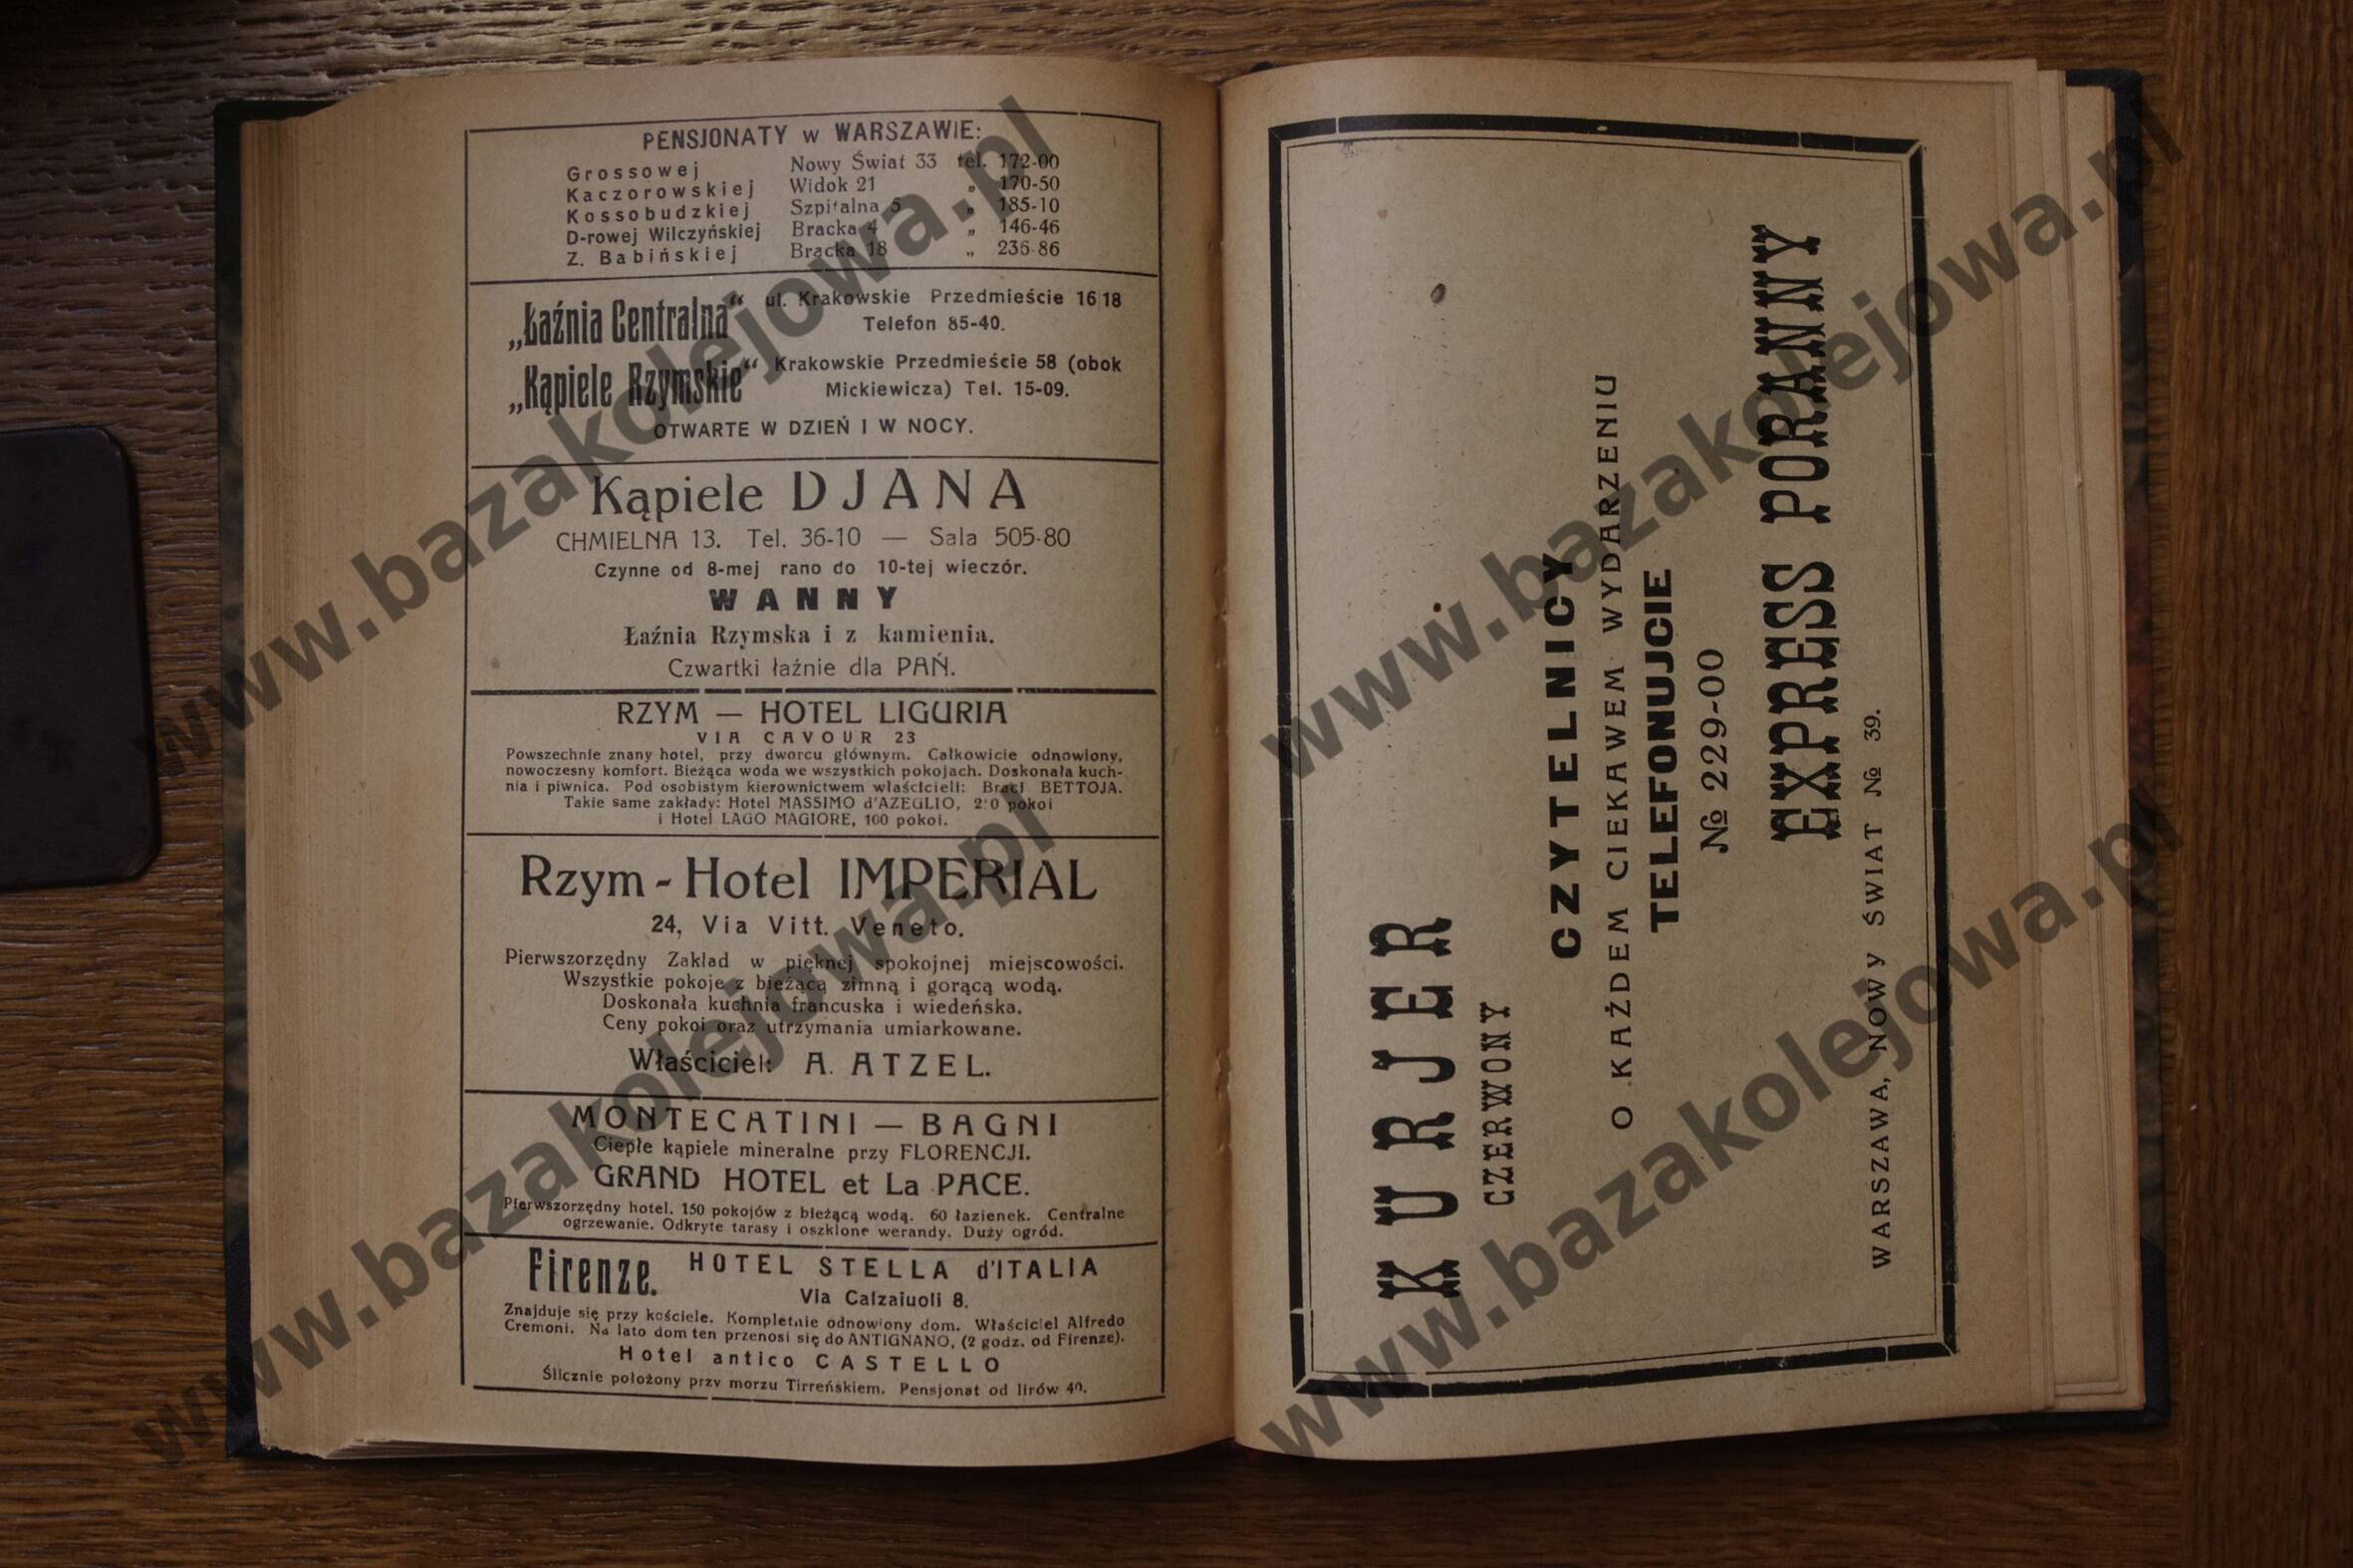 PENSJONATY w WARSZAWIE:
Grossowej Nowy Świat 33 tel. 172-00
Kaczorowskiej Widok 21 „ 170-50
Kossobudzkiej Szpitalna 5 „ 185-10
D-rowej Wilczyńskiej Bracka 4 „ 146-46
Z. Babińskiej Bracka 18 „ 236-86
„Łaźnia Centralna“ ul. Krakowskie Przedmieście 16|18
Telefon 85-40.
„Kąpiele Rzymskie“ Krakowskie Przedmieście 58 (obok
Mickiewicza) Tel. 15-09.
OTWARTE W DZIEŃ I W NOCY.
Kąpiele DJANA
CHMIELNA 13. Tel. 36-10 — Sala 505-80
Czynne od 8-mej rano do 10-tej wieczór.
WANNY
Łaźnia Rzymska i z kamienia.
Czwartki łaźnie dla PAŃ.
RZYM — HOTEL LIGURIA
VIA CAVOUR 23
Powszechnie znany hotel, przy dworcu głównym. Całkowicie odnowiony,
nowoczesny komfort. Bieżąca woda we wszystkich pokojach. Doskonała kuch-
nia i piwnica. Pod osobistym kierownictwem właścicieli: Braci BETTOJA.
Takie same zakłady: Hotel MASSIMO d'AZEGLIO, pokoi
i Hotel LAGO MAGIORE, 100 pokoi.
Rzym - Hotel IMPERIAL
24, Via Vitt. Veneto.
Pierwszorzędny Zakład w pięknej spokojnej miejscowości.
Wszystkie pokoje z bieżącą zimną i gorącą wodą.
Doskonała kuchnia francuska i wiedeńska.
Ceny pokoi oraz utrzymania umiarkowane.
Właściciel: A. ATZEL.
MONTECATINI — BAGNI
Ciepłe kąpiele mineralne przy FLORENCJI.
GRAND HOTEL et La PACE.
Pierwszorzędny hotel. 150 pokojów z bieżącą wodą. 60 łazienek. Centralne
ogrzewanie. Odkryte tarasy i oszklone werandy. Duży ogród.
Firenze. HOTEL STELLA d'ITALIA
Via Calzaiuoli 8.
Znajduje się przy kościele. Kompletnie odnowiony dom. Właściciel Alfredo
Cremoni. Na lato dom ten przenosi się do ANTIGNANO, (2 godz. od Firenze).
Hotel antico CASTELLO
Ślicznie położony przy morzu Tirreńskiem. Pensjonat od lirów 40.
KURJER
CZERWONY
CZYTELNICY
O KAŻDEM CIEKAWEM WYDARZENIU
TELEFONUJCIE
№ 229-00
EXPRESS PORANNY
WARSZAWA, NOWY ŚWIAT № 39.
www.bazakolejowa.pl
www.bazakolejowa.pl
www.bazakolejowa.pl
www.bazakolejowa.pl